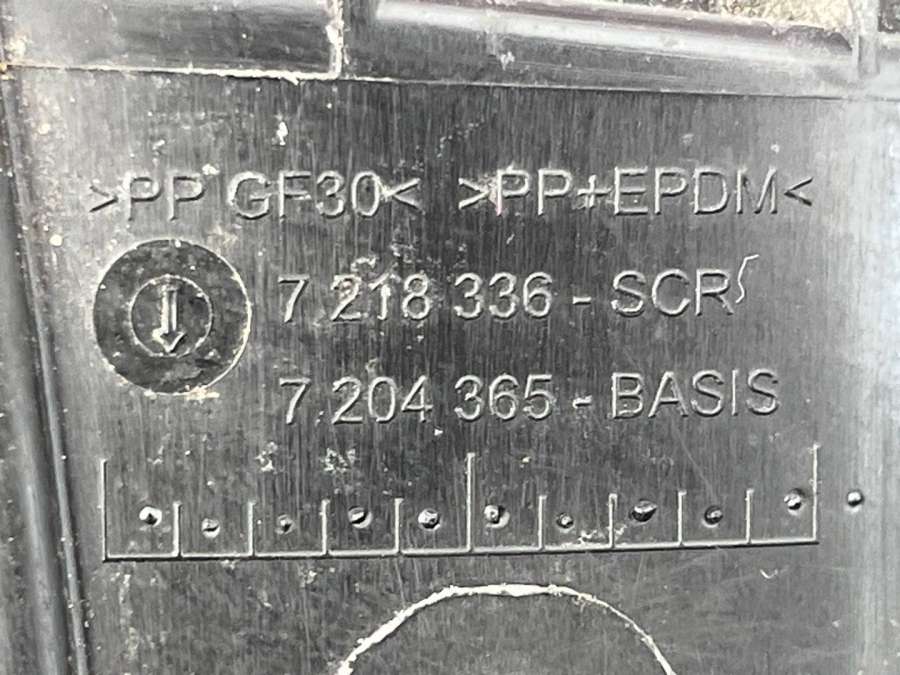 >PP GF30< >PP+EPDM<
7 218 336 - SCR
7 204 365 - BASIS